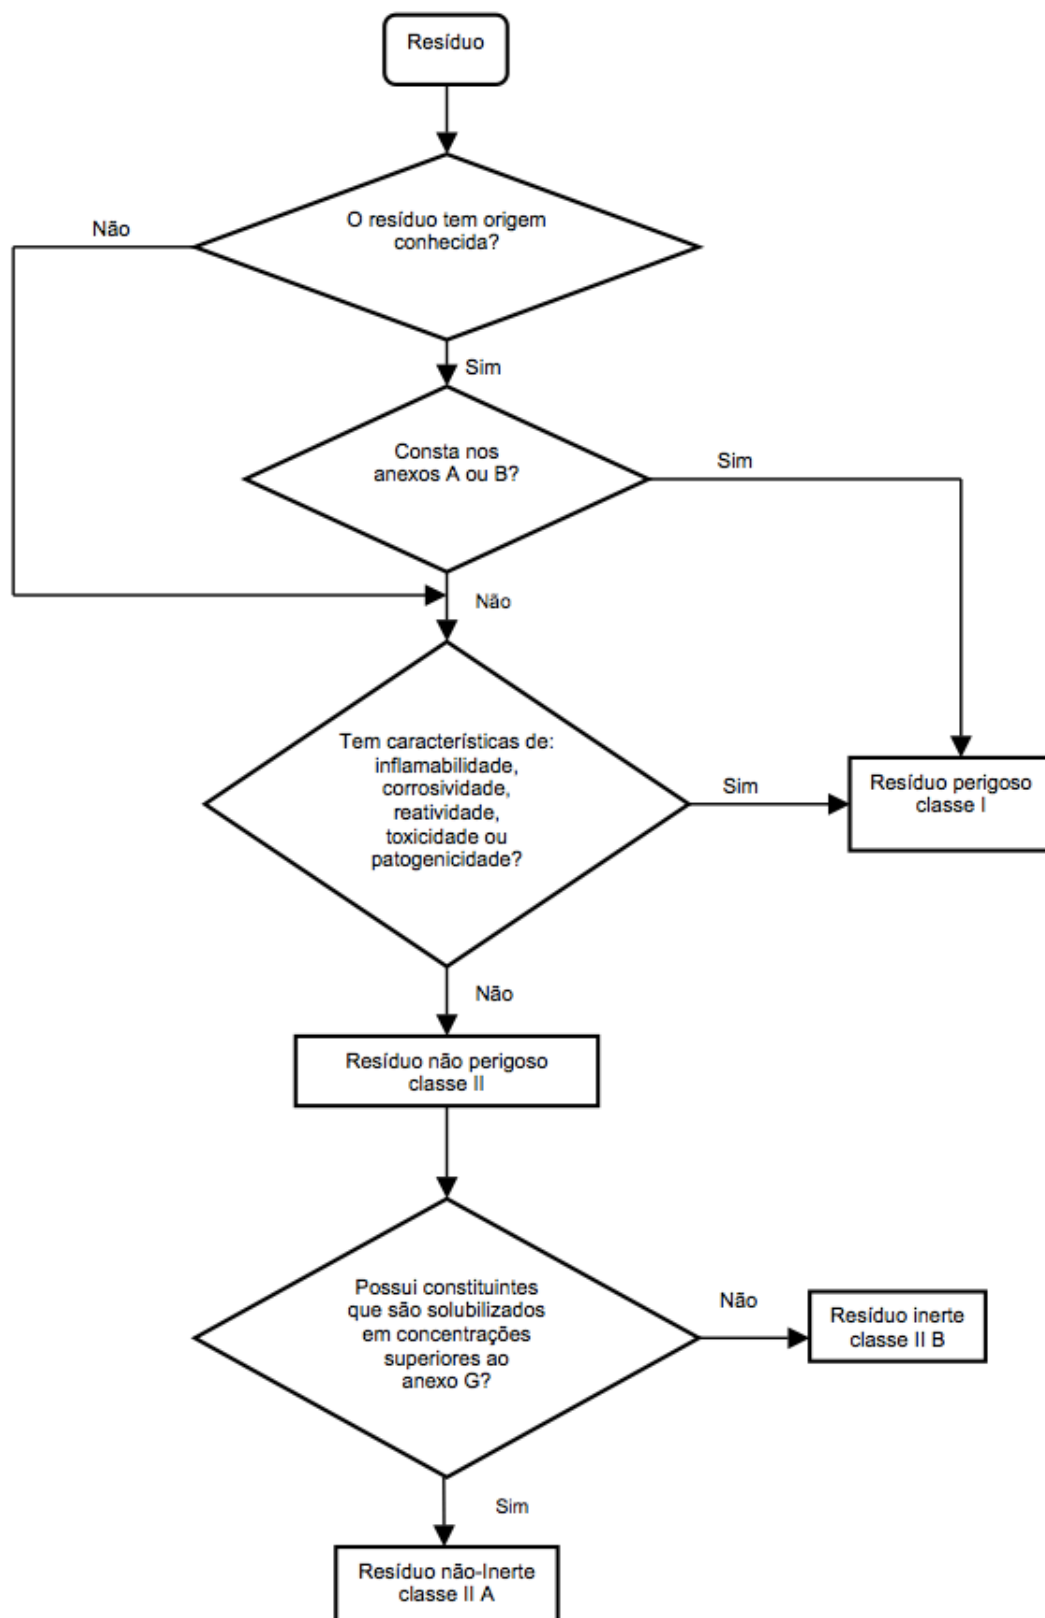 Resíduo
O resíduo tem origem
conhecida?
Não
Sim
Consta nos
anexos A ou B?
Sim
Não
Tem características de:
inflamabilidade,
corrosividade,
reatividade,
toxicidade ou
patogenicidade?
Sim
Resíduo perigoso
classe I
Não
Resíduo não perigoso
classe II
Possui constituintes
que são solubilizados
em concentrações
superiores ao
anexo G?
Não
Resíduo inerte
classe II B
Sim
Resíduo não-Inerte
classe II A